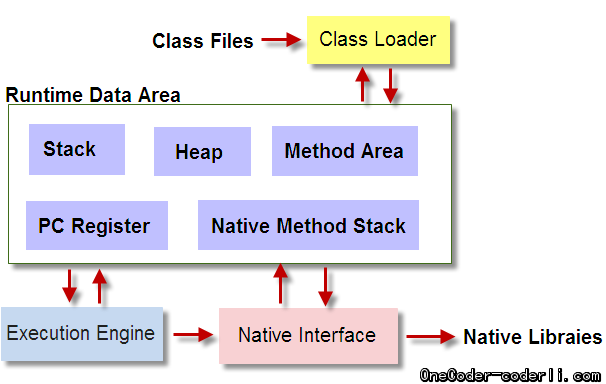 Class Files
Class Loader
Runtime Data Area
Stack
Heap
Method Area
PC Register
Native Method Stack
Execution Engine
Native Interface
Native Libraies
OneCoder-coderli.com